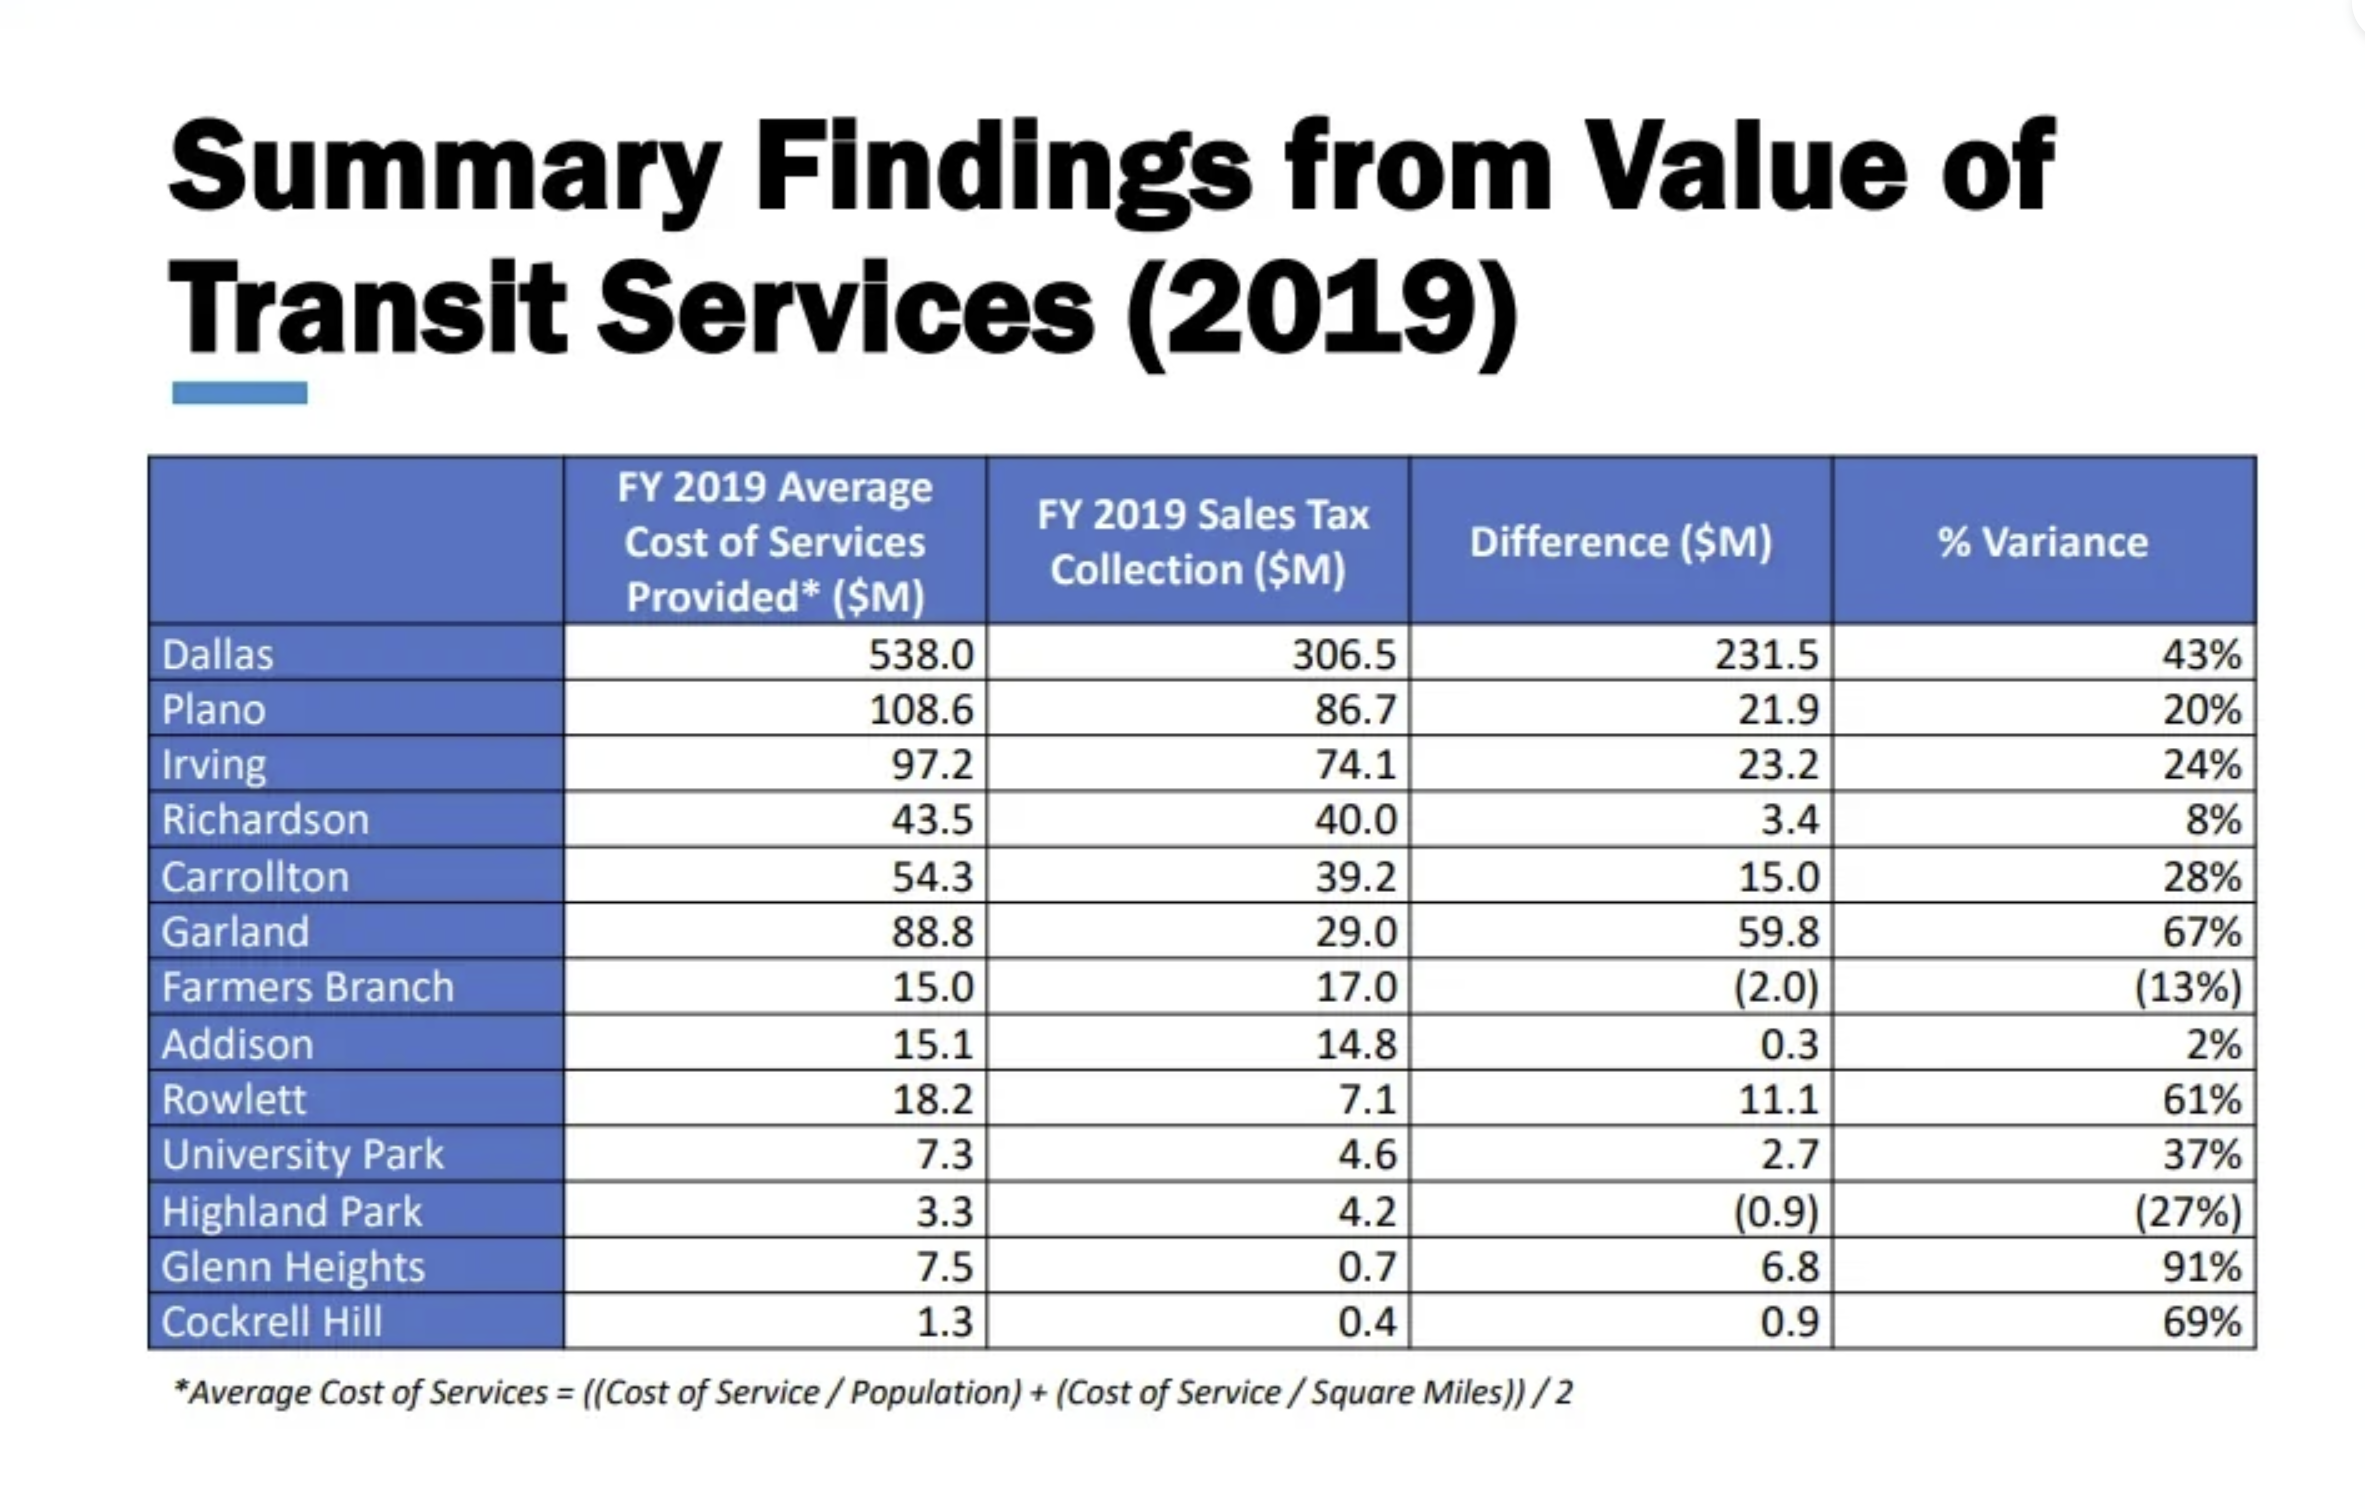 Summary Findings from Value of
Transit Services (2019)
FY 2019 Average
Cost of Services
Provided* ($M)
FY 2019 Sales Tax
Collection ($M)
Difference ($M)
% Variance
Dallas 538.0 306.5 231.5 43%
Plano 108.6 86.7 21.9 20%
Irving 97.2 74.1 23.2 24%
Richardson 43.5 40.0 3.4 8%
Carrollton 54.3 39.2 15.0 28%
Garland 88.8 29.0 59.8 67%
Farmers Branch 15.0 17.0 (2.0) (13%)
Addison 15.1 14.8 0.3 2%
Rowlett 18.2 7.1 11.1 61%
University Park 7.3 4.6 2.7 37%
Highland Park 3.3 4.2 (0.9) (27%)
Glenn Heights 7.5 0.7 6.8 91%
Cockrell Hill 1.3 0.4 0.9 69%
*Average Cost of Services = ((Cost of Service / Population) + (Cost of Service / Square Miles)) / 2